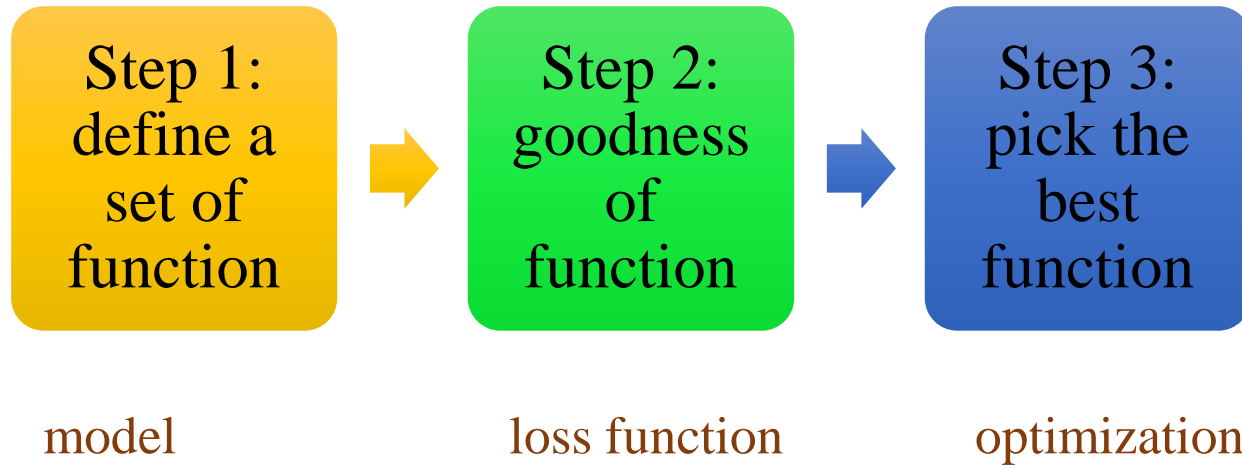 Step 1:
define a
set of
function
Step 2:
goodness
of
function
Step 3:
pick the
best
function
model
loss function
optimization